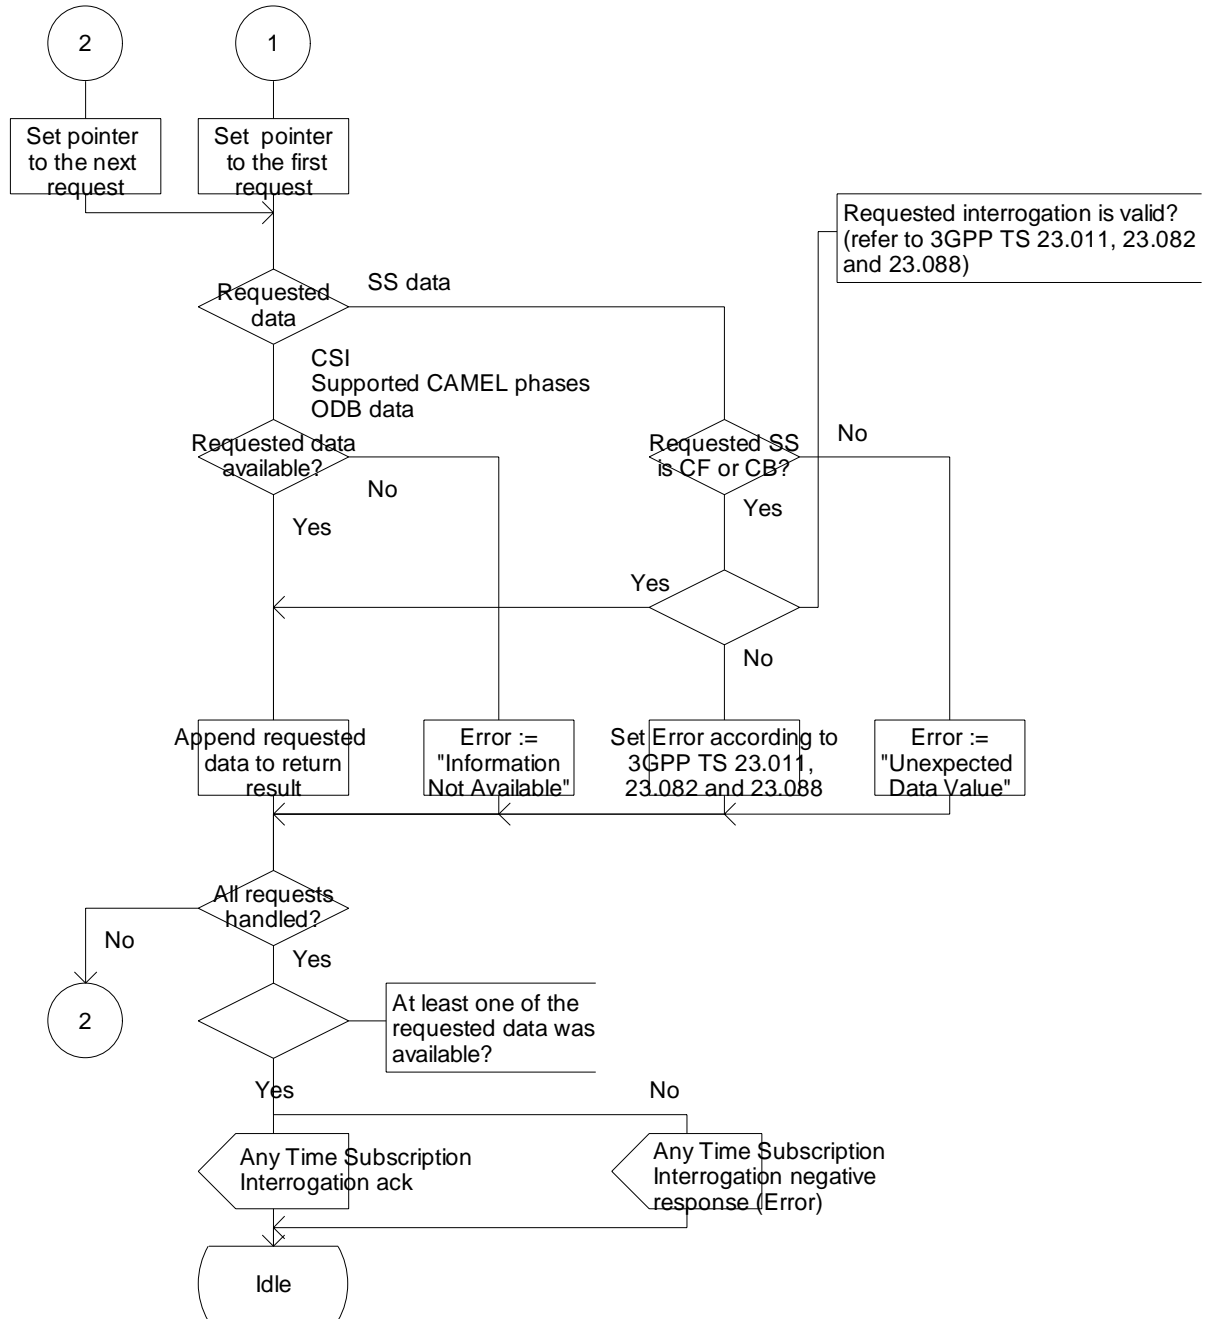 2
1
Set pointer
to the next
request
Set pointer
to the first
request
Requested interrogation is valid?
(refer to 3GPP TS 23.011, 23.082
and 23.088)
Requested
data
SS data
CSI
Supported CAMEL phases
ODB data
Requested data
available?
No
Yes
Requested SS
is CF or CB?
No
Yes
Yes
No
Append requested
data to return
result
Error :=
"Information
Not Available"
Set Error according to
3GPP TS 23.011,
23.082 and 23.088
Error :=
"Unexpected
Data Value"
All requests
handled?
No
Yes
2
At least one of the
requested data was
available?
Yes
No
Any Time Subscription
Interrogation ack
Any Time Subscription
Interrogation negative
response (Error)
Idle